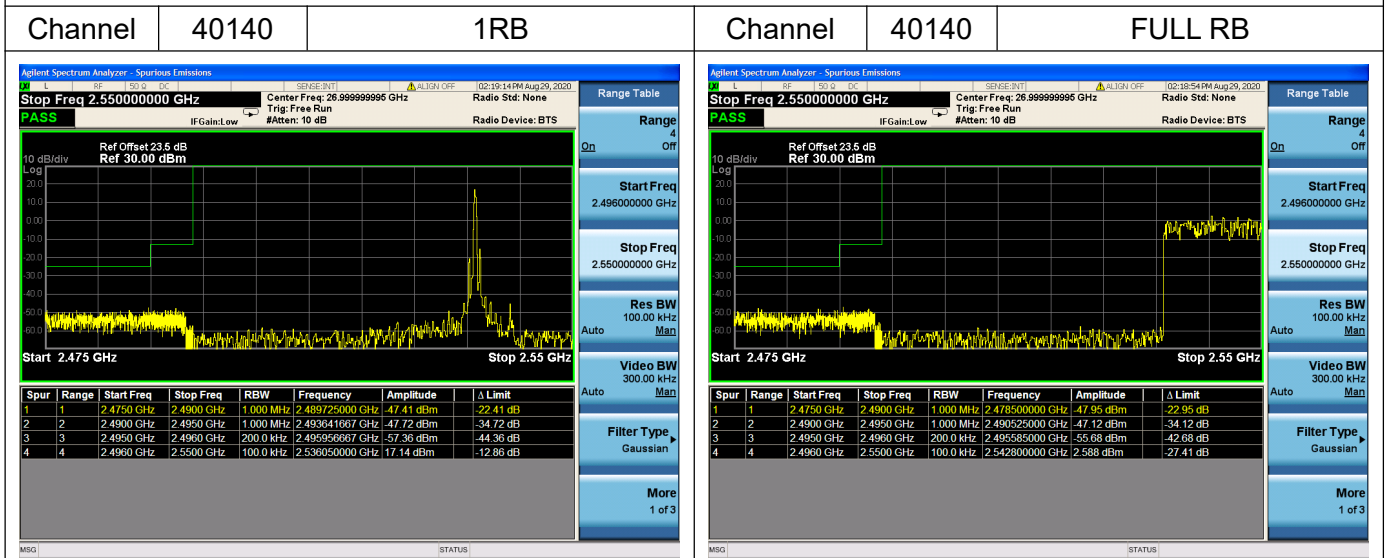 Channel 40140 1RB Channel 40140 FULL RB
Agilent Spectrum Analyzer - Spurious Emissions
L RF 50 Ω DC SENSE:INT ALIGN OFF 02:19:14 PM Aug 29, 2020
Stop Freq 2.550000000 GHz
Center Freq: 26.999999995 GHz
Radio Std: None
Trig: Free Run
PASS
IFGain:Low
#Atten: 10 dB
Radio Device: BTS
Ref Offset 23.5 dB
10 dB/div Ref 30.00 dBm
Log
20.0
10.0
0.00
-10.0
-20.0
-30.0
-40.0
-50.0
-60.0
Start 2.475 GHz Stop 2.55 GHz
Spur Range Start Freq Stop Freq RBW Frequency Amplitude Δ Limit
1 1 2.4750 GHz 2.4900 GHz 1.000 MHz 2.489725000 GHz -47.41 dBm -22.41 dB
2 2 2.4900 GHz 2.4950 GHz 1.000 MHz 2.493641667 GHz -47.72 dBm -34.72 dB
3 3 2.4950 GHz 2.4960 GHz 200.0 kHz 2.495956667 GHz -57.36 dBm -44.36 dB
4 4 2.4960 GHz 2.5500 GHz 100.0 kHz 2.536050000 GHz 17.14 dBm -12.86 dB
MSG STATUS
Range Table
Range
4
On Off
Start Freq
2.496000000 GHz
Stop Freq
2.550000000 GHz
Res BW
100.00 kHz
Auto Man
Video BW
300.00 kHz
Auto Man
Filter Type
Gaussian
More
1 of 3
Agilent Spectrum Analyzer - Spurious Emissions
L RF 50 Ω DC SENSE:INT ALIGN OFF 02:18:54 PM Aug 29, 2020
Stop Freq 2.550000000 GHz
Center Freq: 26.999999995 GHz
Radio Std: None
Trig: Free Run
PASS
IFGain:Low
#Atten: 10 dB
Radio Device: BTS
Ref Offset 23.5 dB
10 dB/div Ref 30.00 dBm
Log
20.0
10.0
0.00
-10.0
-20.0
-30.0
-40.0
-50.0
-60.0
Start 2.475 GHz Stop 2.55 GHz
Spur Range Start Freq Stop Freq RBW Frequency Amplitude Δ Limit
1 1 2.4750 GHz 2.4900 GHz 1.000 MHz 2.478500000 GHz -47.95 dBm -22.95 dB
2 2 2.4900 GHz 2.4950 GHz 1.000 MHz 2.490525000 GHz -47.12 dBm -34.12 dB
3 3 2.4950 GHz 2.4960 GHz 200.0 kHz 2.495585000 GHz -55.68 dBm -42.68 dB
4 4 2.4960 GHz 2.5500 GHz 100.0 kHz 2.542800000 GHz 2.588 dBm -27.41 dB
MSG STATUS
Range Table
Range
4
On Off
Start Freq
2.496000000 GHz
Stop Freq
2.550000000 GHz
Res BW
100.00 kHz
Auto Man
Video BW
300.00 kHz
Auto Man
Filter Type
Gaussian
More
1 of 3